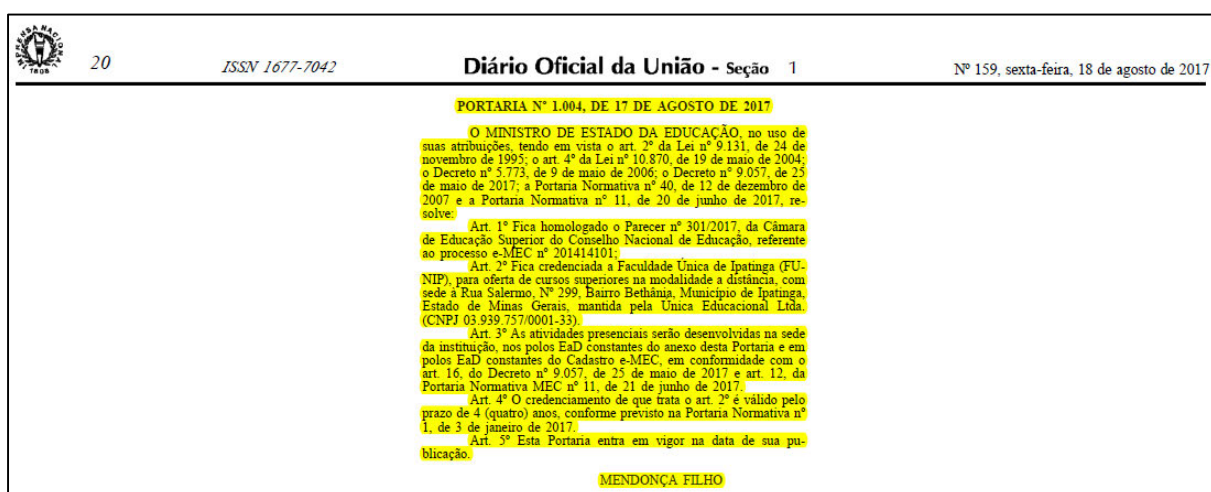 IMPRENSA NACIONAL
1808
20 ISSN 1677-7042 Diário Oficial da União - Seção 1 Nº 159, sexta-feira, 18 de agosto de 2017
PORTARIA Nº 1.004, DE 17 DE AGOSTO DE 2017
O MINISTRO DE ESTADO DA EDUCAÇÃO, no uso de
suas atribuições, tendo em vista o art. 2º da Lei nº 9.131, de 24 de
novembro de 1995; o art. 4º da Lei nº 10.870, de 19 de maio de 2004;
o Decreto nº 5.773, de 9 de maio de 2006; o Decreto nº 9.057, de 25
de maio de 2017; a Portaria Normativa nº 40, de 12 de dezembro de
2007 e a Portaria Normativa nº 11, de 20 de junho de 2017, re-
solve:
Art. 1º Fica homologado o Parecer nº 301/2017, da Câmara
de Educação Superior do Conselho Nacional de Educação, referente
ao processo e-MEC nº 201414101;
Art. 2º Fica credenciada a Faculdade Única de Ipatinga (FU-
NIP), para oferta de cursos superiores na modalidade a distância, com
sede à Rua Salermo, Nº 299, Bairro Bethânia, Município de Ipatinga,
Estado de Minas Gerais, mantida pela Única Educacional Ltda.
(CNPJ 03.939.757/0001-33).
Art. 3º As atividades presenciais serão desenvolvidas na sede
da instituição, nos polos EaD constantes do anexo desta Portaria e em
polos EaD constantes do Cadastro e-MEC, em conformidade com o
art. 16, do Decreto nº 9.057, de 25 de maio de 2017 e art. 12, da
Portaria Normativa MEC nº 11, de 21 de junho de 2017.
Art. 4º O credenciamento de que trata o art. 2º é válido pelo
prazo de 4 (quatro) anos, conforme previsto na Portaria Normativa nº
1, de 3 de janeiro de 2017.
Art. 5º Esta Portaria entra em vigor na data de sua pu-
blicação.
MENDONÇA FILHO